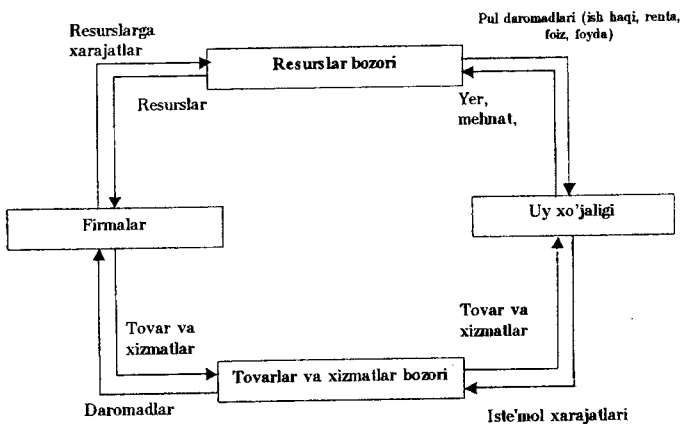 Pul daromadlari (ish haqi, renta,
foiz, foyda)
Resurslarga
xarajatlar
Resurslar bozori
Resurslar
Yer,
mehnat,
Firmalar
Uy xo'jaligi
Tovar va
xizmatlar
Tovar va
xizmatlar
Tovarlar va xizmatlar bozori
Daromadlar
Iste'mol xarajatlari